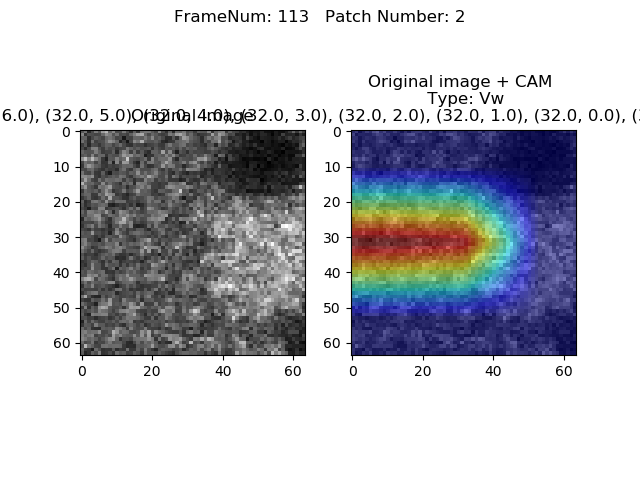 FrameNum: 113   Patch Number: 2
Original image + CAM
Type: Vw
6.0), (32.0, 5.0), (32.0, 4.0), (32.0, 3.0), (32.0, 2.0), (32.0, 1.0), (32.0, 0.0), (3
Original image
0
10
20
30
40
50
60
0 20 40 60
0
10
20
30
40
50
60
0 20 40 60